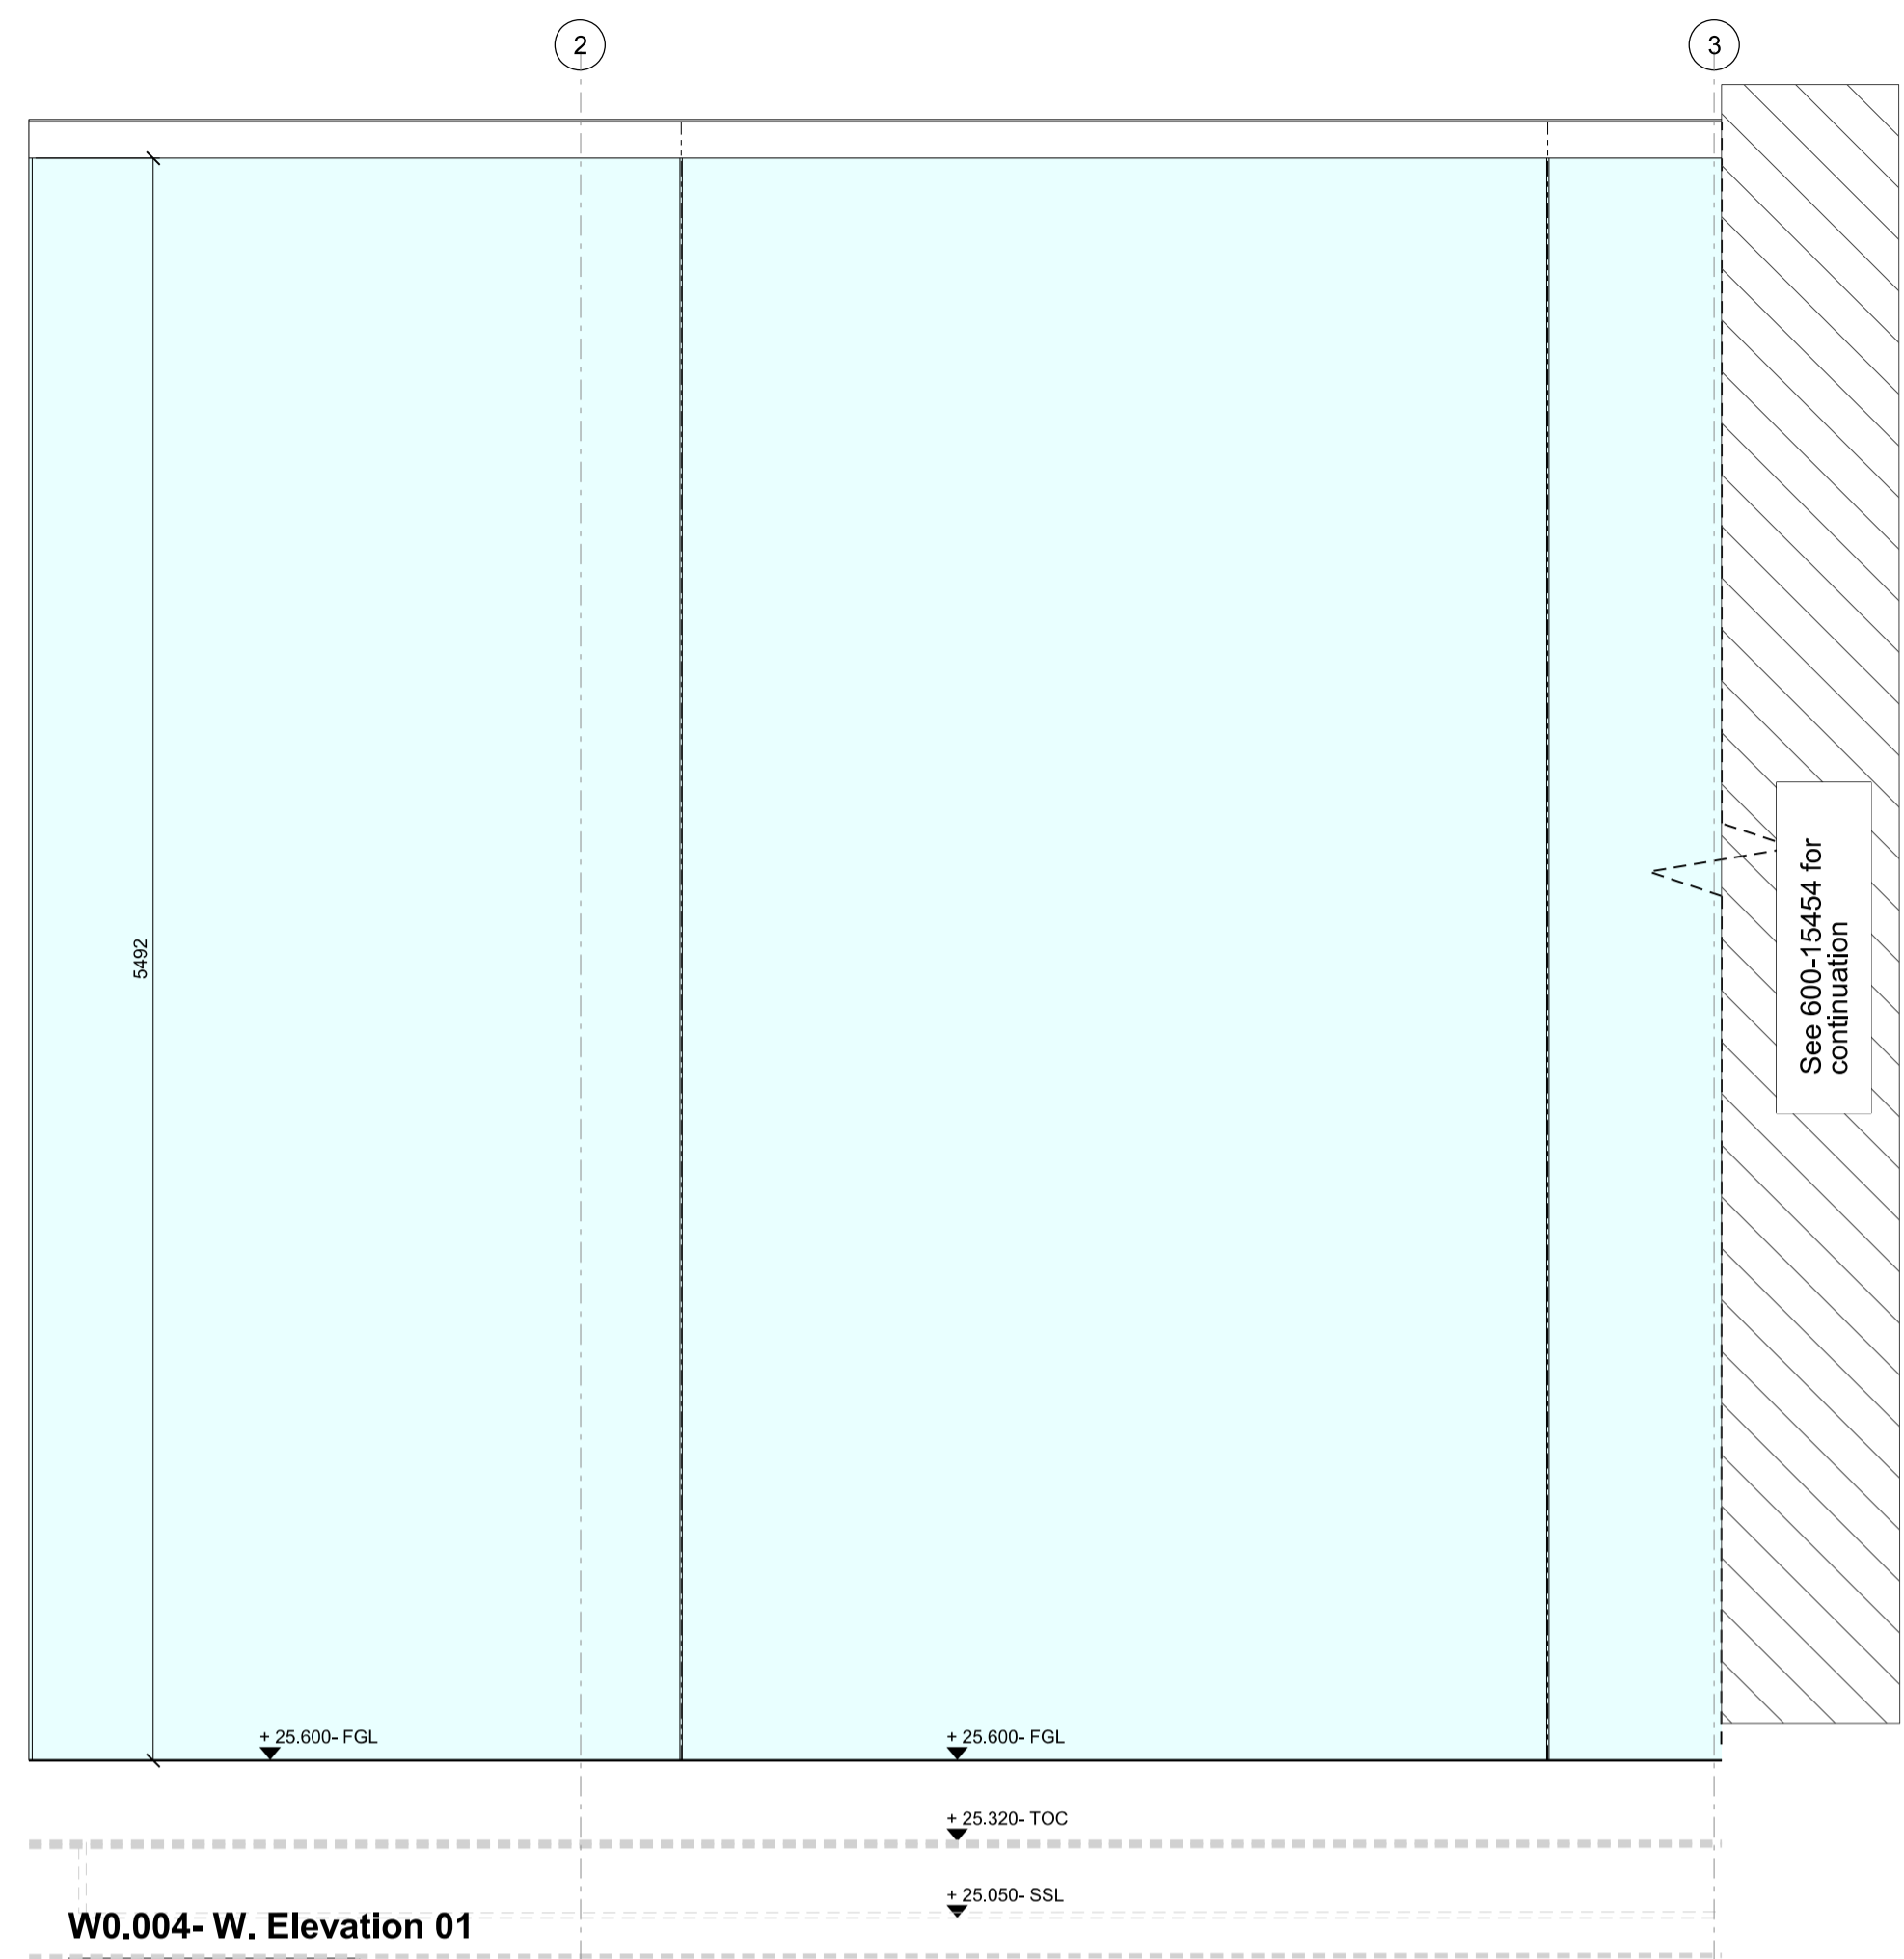 2
3
5492
See 600-15454 for
continuation
+ 25.600- FGL
+ 25.600- FGL
+ 25.320- TOC
+ 25.050- SSL
W0.004- W. Elevation 01